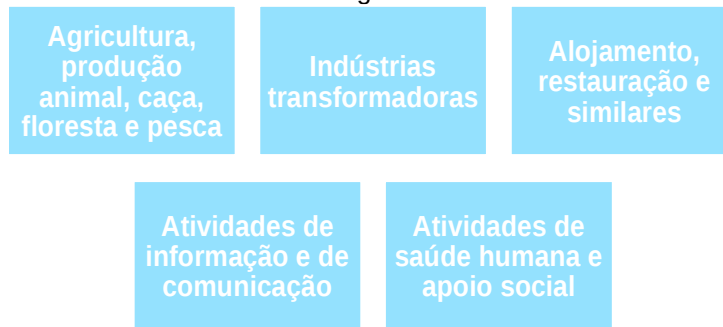 Agricultura,
produção
animal, caça,
floresta e pesca
Indústrias
transformadoras
Alojamento,
restauração e
similares
Atividades de
informação e de
comunicação
Atividades de
saúde humana e
apoio social